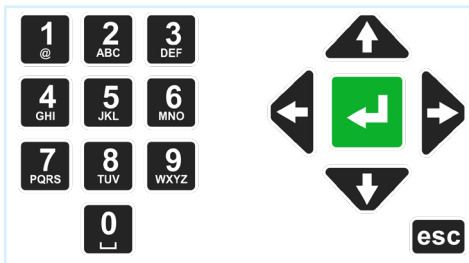 1 2 3
@ ABC DEF
4 5 6
GHI JKL MNO
7 8 9
PQRS TUV WXYZ
0
esc